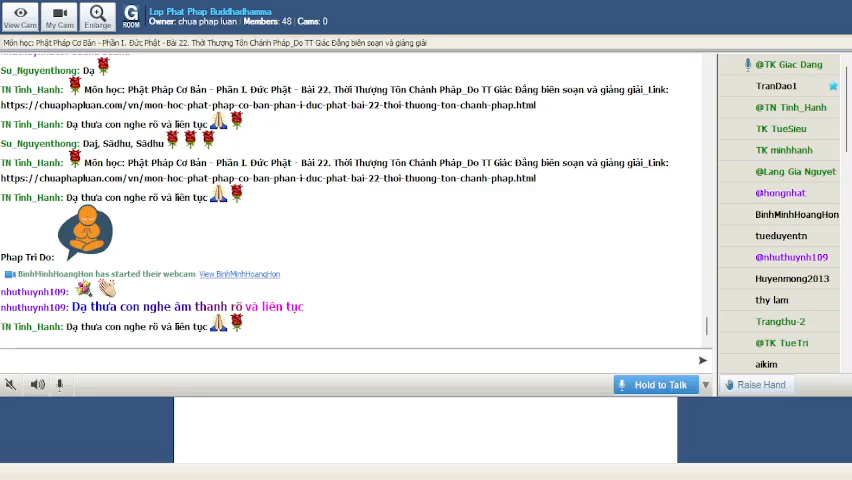 View Cam
My Cam
Enlarge
G
ROOM
Lop Phat Phap Buddhadhamma
Owner: chua phap luan | Members: 48 | Cams: 0
Môn học: Phật Pháp Cơ Bản - Phần I. Đức Phật - Bài 22. Thời Thượng Tôn Chánh Pháp_Do TT Giác Đẳng biên soạn và giảng giải
Su_Nguyenthong: Dạ
TN Tinh_Hanh: Môn học: Phật Pháp Cơ Bản - Phần I. Đức Phật - Bài 22. Thời Thượng Tôn Chánh Pháp_Do TT Giác Đẳng biên soạn và giảng giải_Link:
https://chuaphapluan.com/vn/mon-hoc-phat-phap-co-ban-phan-i-duc-phat-bai-22-thoi-thuong-ton-chanh-phap.html
TN Tinh_Hanh: Dạ thưa con nghe rõ và liên tục
Su_Nguyenthong: Daj, Sādhu, Sādhu
TN Tinh_Hanh: Môn học: Phật Pháp Cơ Bản - Phần I. Đức Phật - Bài 22. Thời Thượng Tôn Chánh Pháp_Do TT Giác Đẳng biên soạn và giảng giải_Link:
https://chuaphapluan.com/vn/mon-hoc-phat-phap-co-ban-phan-i-duc-phat-bai-22-thoi-thuong-ton-chanh-phap.html
TN Tinh_Hanh: Dạ thưa con nghe rõ và liên tục
Phap Tri Do:
BinhMinhHoangHon has started their webcam View BinhMinhHoangHon
nhuthuynh109:
nhuthuynh109: Dạ thưa con nghe âm thanh rõ và liên tục
TN Tinh_Hanh: Dạ thưa con nghe rõ và liên tục
Hold to Talk
@TK Giac Dang
TranDao1
@TN Tinh_Hanh
TK TueSieu
TK minhhanh
@Lang Gia Nguyet
@hongnhat
BinhMinhHoangHon
tueduyentn
@nhuthuynh109
Huyenmong2013
thy lam
Trangthu-2
@TK TueTri
aikim
Raise Hand